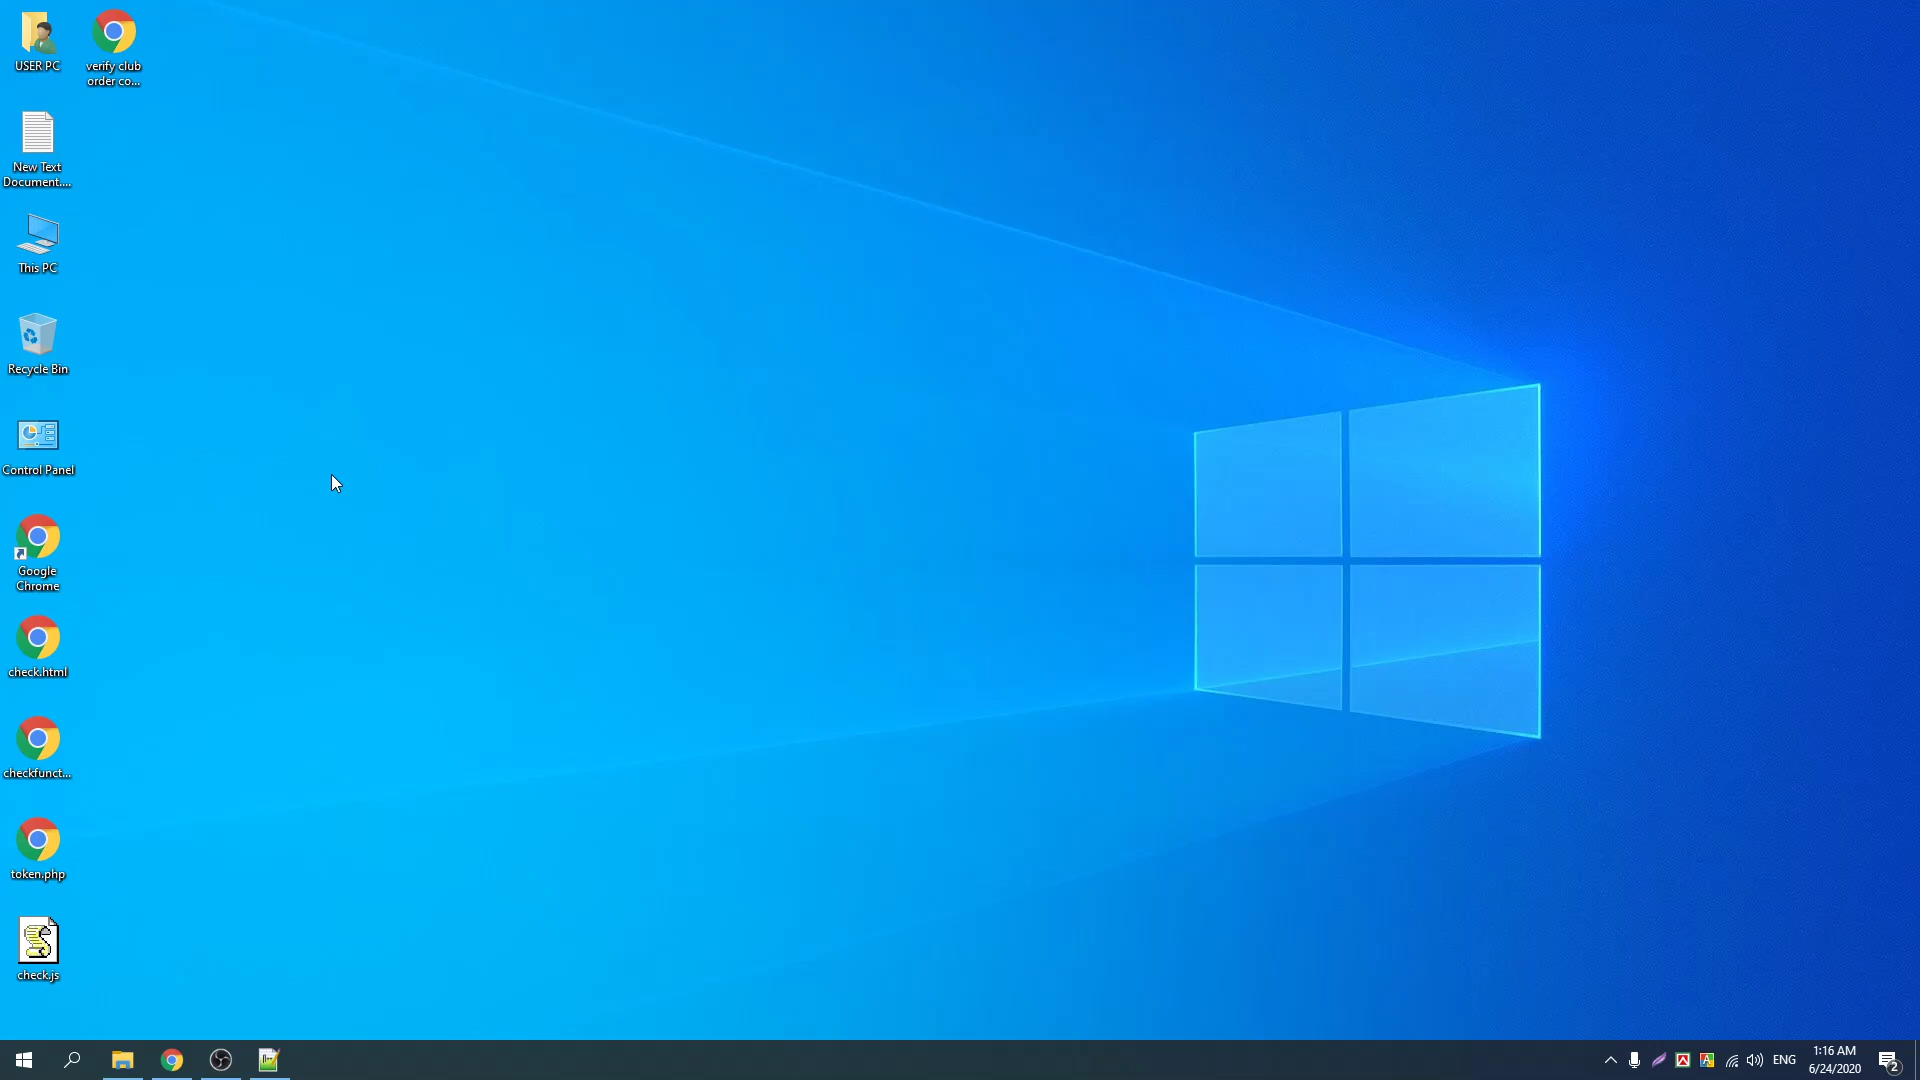 USER PC
verify club
order co...
New Text
Document....
This PC
Recycle Bin
Control Panel
Google
Chrome
check.html
checkfunct...
token.php
check.js
ENG
1:16 AM
6/24/2020
2